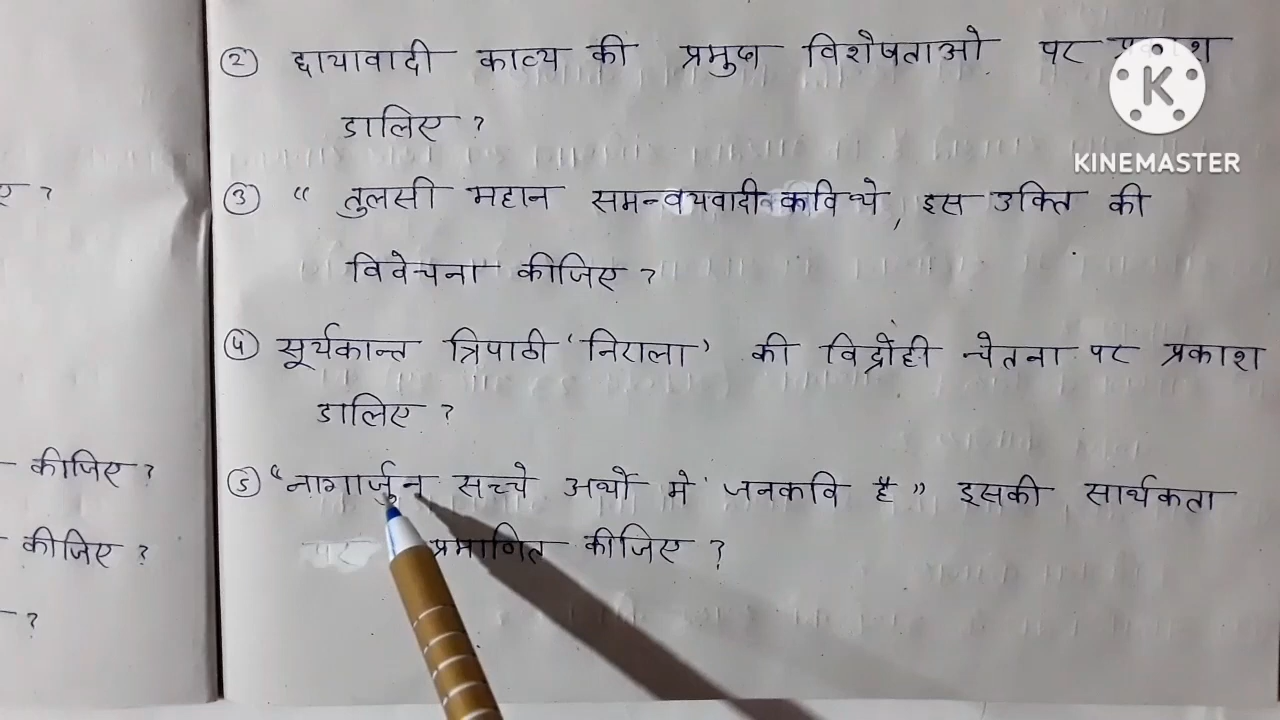 ② छायावादी काव्य की प्रमुख विशेषताओ पर प्रकाश
डालिए ?
K
KINEMASTER
ए ?
③ “ तुलसी महान समन्वयवादी कवि थे, इस उक्ति की
विवेचना कीजिए ?
④ सूर्यकान्त त्रिपाठी ‘निराला’ की विद्रोही चेतना पर प्रकाश
डालिए ?
कीजिए ?
⑤ “नागार्जुन सच्चे अर्थो मे जनकवि है” इसकी सार्थकता
कीजिए ?
प्रमाणित कीजिए ?
?